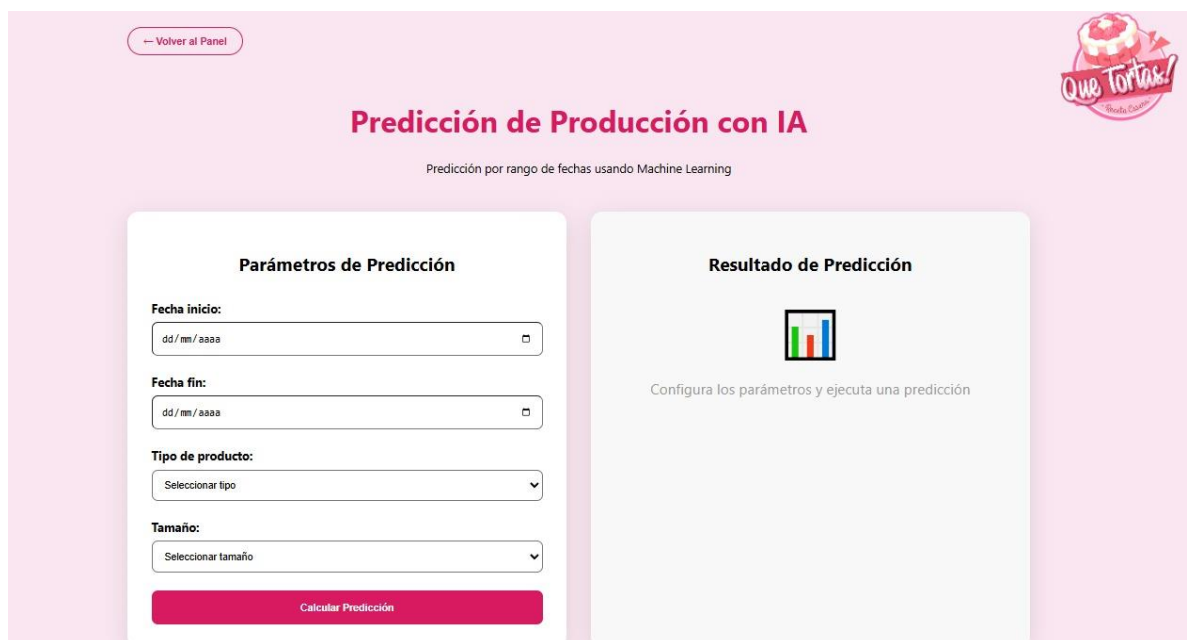 ← Volver al Panel
Que Tortas!
Predicción de Producción con IA
Predicción por rango de fechas usando Machine Learning
Parámetros de Predicción
Fecha inicio:
dd/mm/aaaa
Fecha fin:
dd/mm/aaaa
Tipo de producto:
Seleccionar tipo
Tamaño:
Seleccionar tamaño
Calcular Predicción
Resultado de Predicción
Configura los parámetros y ejecuta una predicción